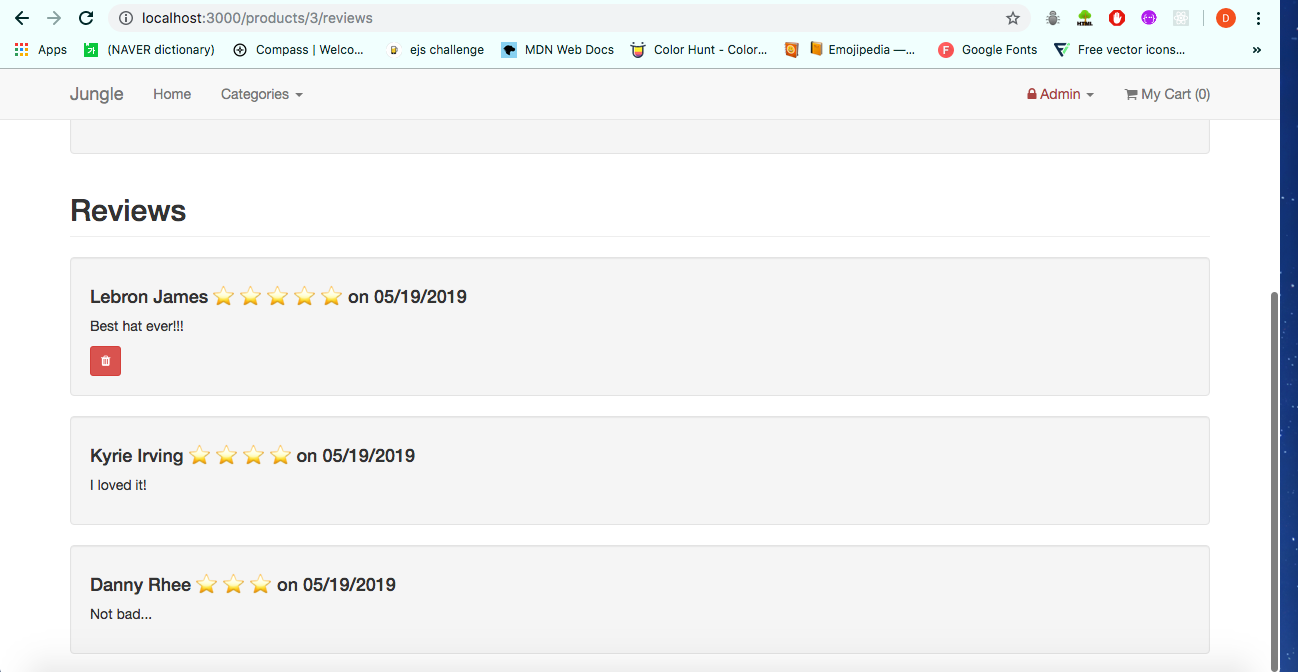 localhost:3000/products/3/reviews
D
Apps (NAVER dictionary) Compass | Welco... ejs challenge MDN Web Docs Color Hunt - Color... Emojipedia —... F Google Fonts Free vector icons... »
Jungle Home Categories Admin My Cart (0)
Reviews
Lebron James ⭐ ⭐ ⭐ ⭐ ⭐ on 05/19/2019
Best hat ever!!!
Kyrie Irving ⭐ ⭐ ⭐ ⭐ on 05/19/2019
I loved it!
Danny Rhee ⭐ ⭐ ⭐ on 05/19/2019
Not bad...